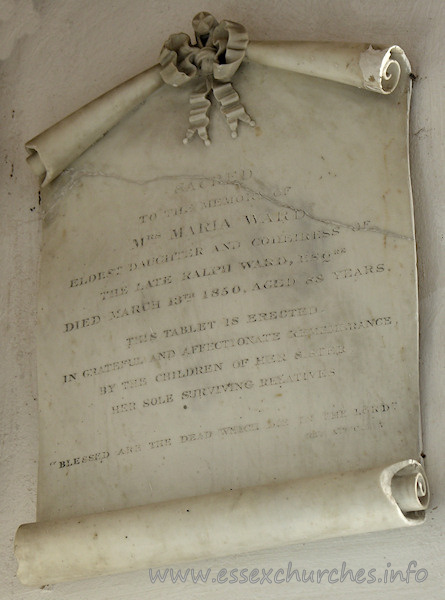 SACRED
TO THE MEMORY OF
MRS MARIA WARD
ELDEST DAUGHTER AND COHEIRESS OF
THE LATE RALPH WARD, ESQRE
DIED MARCH 13TH 1850, AGED 88 YEARS.
THIS TABLET IS ERECTED
IN GRATEFUL AND AFFECTIONATE REMEMBRANCE,
BY THE CHILDREN OF HER SISTER
HER SOLE SURVIVING RELATIVES
"BLESSED ARE THE DEAD WHICH DIE IN THE LORD"
www.essexchurches.info